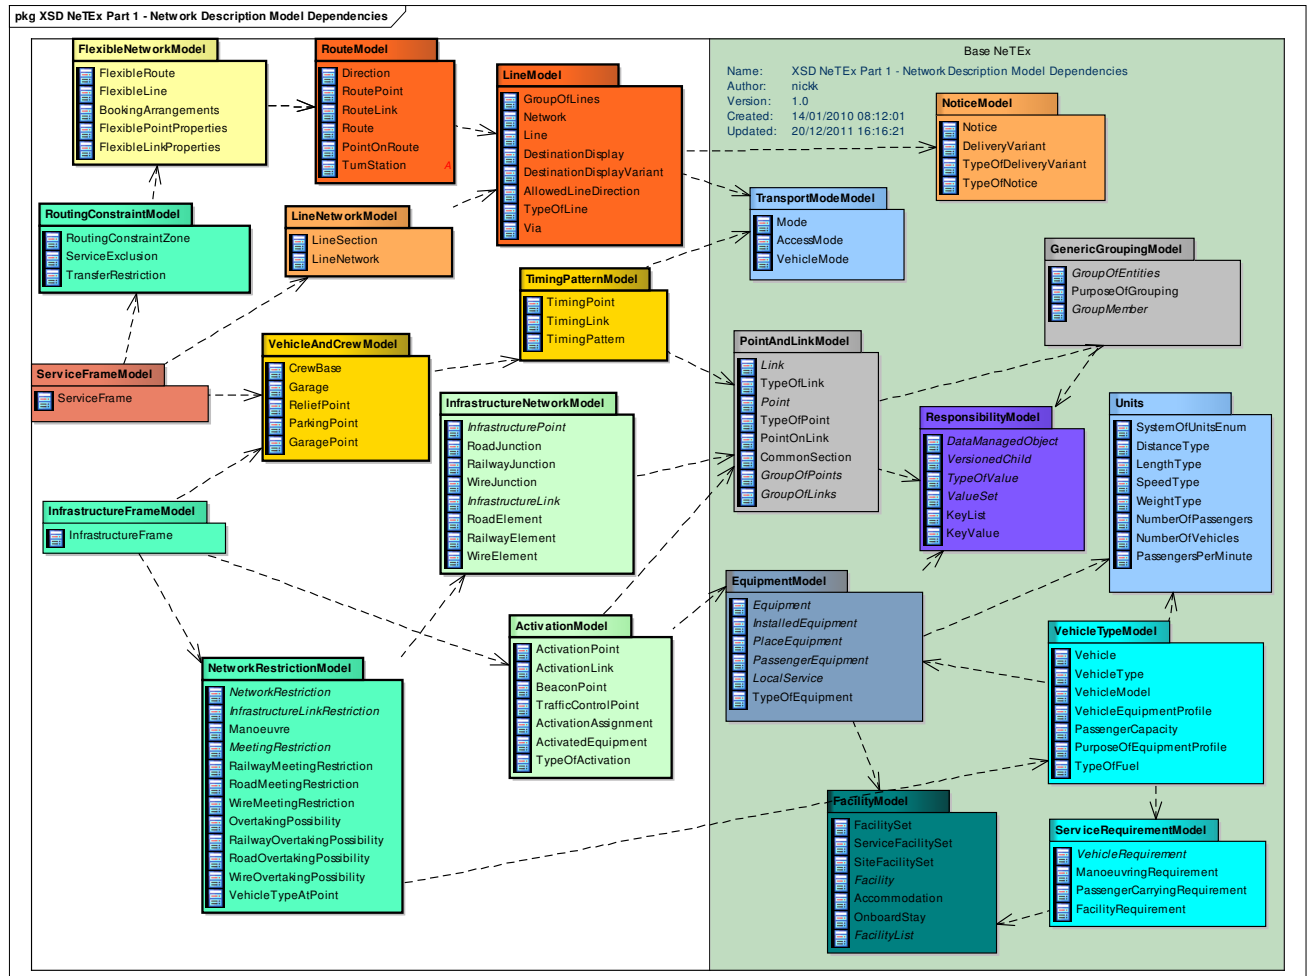 pkg XSD NeTEx Part 1 - Network Description Model Dependencies
FlexibleNetworkModel
FlexibleRoute
FlexibleLine
BookingArrangements
FlexiblePointProperties
FlexibleLinkProperties
RouteModel
Direction
RoutePoint
RouteLink
Route
PointOnRoute
TurnStation
A
LineModel
GroupOfLines
Network
Line
DestinationDisplay
DestinationDisplayVariant
AllowedLineDirection
TypeOfLine
Via
Base NeTEx
Name: XSD NeTEx Part 1 - Network Description Model Dependencies
Author: nickk
Version: 1.0
Created: 14/01/2010 08:12:01
Updated: 20/12/2011 16:16:21
NoticeModel
Notice
DeliveryVariant
TypeOfDeliveryVariant
TypeOfNotice
RoutingConstraintModel
RoutingConstraintZone
ServiceExclusion
TransferRestriction
LineNetworkModel
LineSection
LineNetwork
TransportModeModel
Mode
AccessMode
VehicleMode
GenericGroupingModel
GroupOfEntities
PurposeOfGrouping
GroupMember
TimingPatternModel
TimingPoint
TimingLink
TimingPattern
VehicleAndCrewModel
CrewBase
Garage
ReliefPoint
ParkingPoint
GaragePoint
PointAndLinkModel
Link
TypeOfLink
Point
TypeOfPoint
PointOnLink
CommonSection
GroupOfPoints
GroupOfLinks
ServiceFrameModel
ServiceFrame
InfrastructureNetworkModel
InfrastructurePoint
RoadJunction
RailwayJunction
WireJunction
InfrastructureLink
RoadElement
RailwayElement
WireElement
ResponsibilityModel
DataManagedObject
VersionedChild
TypeOfValue
ValueSet
KeyList
KeyValue
Units
SystemOfUnitsEnum
DistanceType
LengthType
SpeedType
WeightType
NumberOfPassengers
NumberOfVehicles
PassengersPerMinute
InfrastructureFrameModel
InfrastructureFrame
EquipmentModel
Equipment
InstalledEquipment
PlaceEquipment
PassengerEquipment
LocalService
TypeOfEquipment
ActivationModel
ActivationPoint
ActivationLink
BeaconPoint
TrafficControlPoint
ActivationAssignment
ActivatedEquipment
TypeOfActivation
VehicleTypeModel
Vehicle
VehicleType
VehicleModel
VehicleEquipmentProfile
PassengerCapacity
PurposeOfEquipmentProfile
TypeOfFuel
NetworkRestrictionModel
NetworkRestriction
InfrastructureLinkRestriction
Manoeuvre
MeetingRestriction
RailwayMeetingRestriction
RoadMeetingRestriction
WireMeetingRestriction
OvertakingPossibility
RailwayOvertakingPossibility
RoadOvertakingPossibility
WireOvertakingPossibility
VehicleTypeAtPoint
FacilityModel
FacilitySet
ServiceFacilitySet
SiteFacilitySet
Facility
Accommodation
OnboardStay
FacilityList
ServiceRequirementModel
VehicleRequirement
ManoeuvringRequirement
PassengerCarryingRequirement
FacilityRequirement